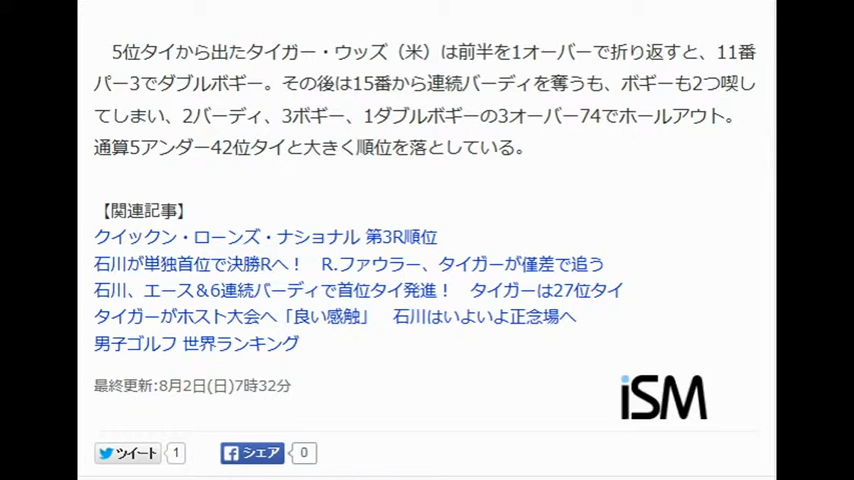 5位タイから出たタイガー・ウッズ（米）は前半を1オーバーで折り返すと、11番
パー3でダブルボギー。その後は15番から連続バーディを奪うも、ボギーも2つ喫し
てしまい、2バーディ、3ボギー、1ダブルボギーの3オーバー74でホールアウト。
通算5アンダー42位タイと大きく順位を落としている。
【関連記事】
クイックン・ローンズ・ナショナル 第3R順位
石川が単独首位で決勝Rへ！　R.ファウラー、タイガーが僅差で追う
石川、エース＆6連続バーディで首位タイ発進！　タイガーは27位タイ
タイガーがホスト大会へ「良い感触」　石川はいよいよ正念場へ
男子ゴルフ 世界ランキング
最終更新:8月2日(日)7時32分
iSM
ツイート 1 シェア 0